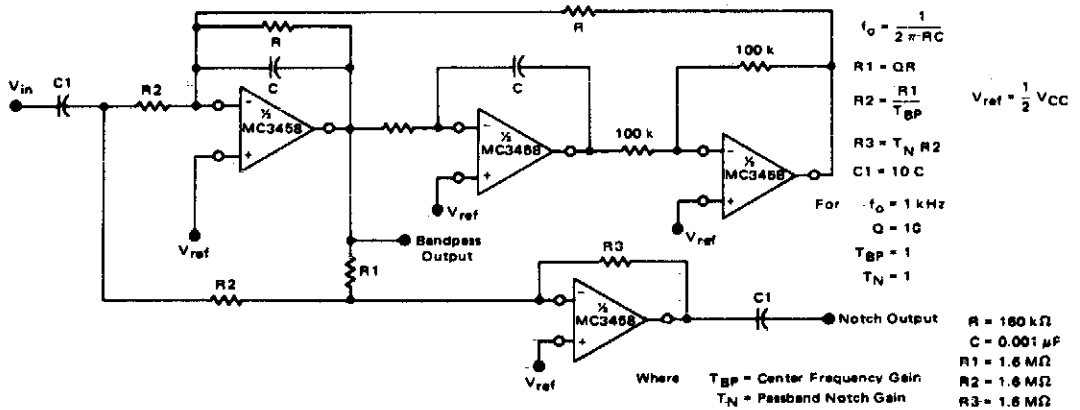 R
R
100 k
C1
C
C
V_in
R2
½
MC3458
½
MC3458
100 k
½
MC3458
V_ref
V_ref
V_ref
Bandpass
Output
R1
R2
R3
½
MC3458
V_ref
C1
Notch Output
f_o = 1 / 2 π RC
R1 = QR
R2 = R1 / T_BP
V_ref = 1/2 V_CC
R3 = T_N R2
C1 = 10 C
For f_o = 1 kHz
Q = 10
T_BP = 1
T_N = 1
R = 160 kΩ
C = 0.001 µF
R1 = 1.6 MΩ
R2 = 1.6 MΩ
R3 = 1.6 MΩ
Where T_BP = Center Frequency Gain
T_N = Passband Notch Gain